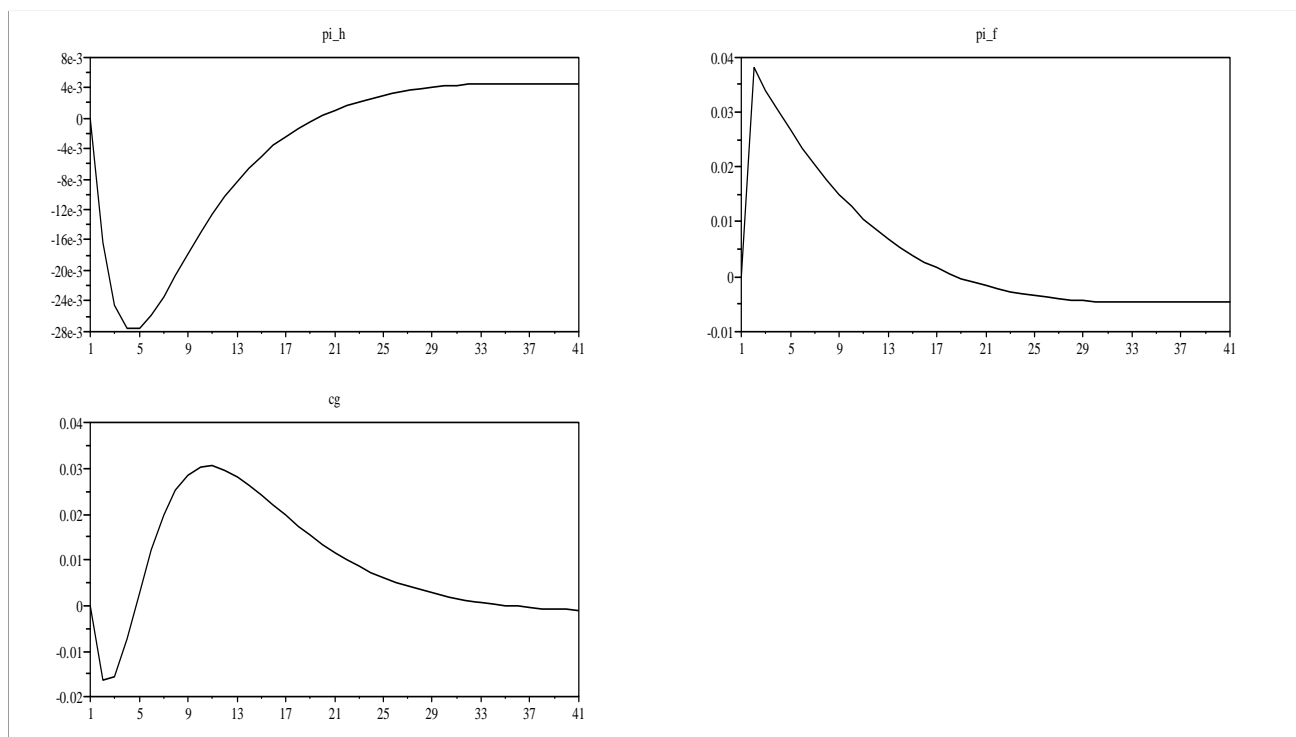 pi_h
8e-3
4e-3
0
-4e-3
-8e-3
-12e-3
-16e-3
-20e-3
-24e-3
-28e-3
1 5 9 13 17 21 25 29 33 37 41
pi_f
0.04
0.03
0.02
0.01
0
-0.01
1 5 9 13 17 21 25 29 33 37 41
cg
0.04
0.03
0.02
0.01
0
-0.01
-0.02
1 5 9 13 17 21 25 29 33 37 41